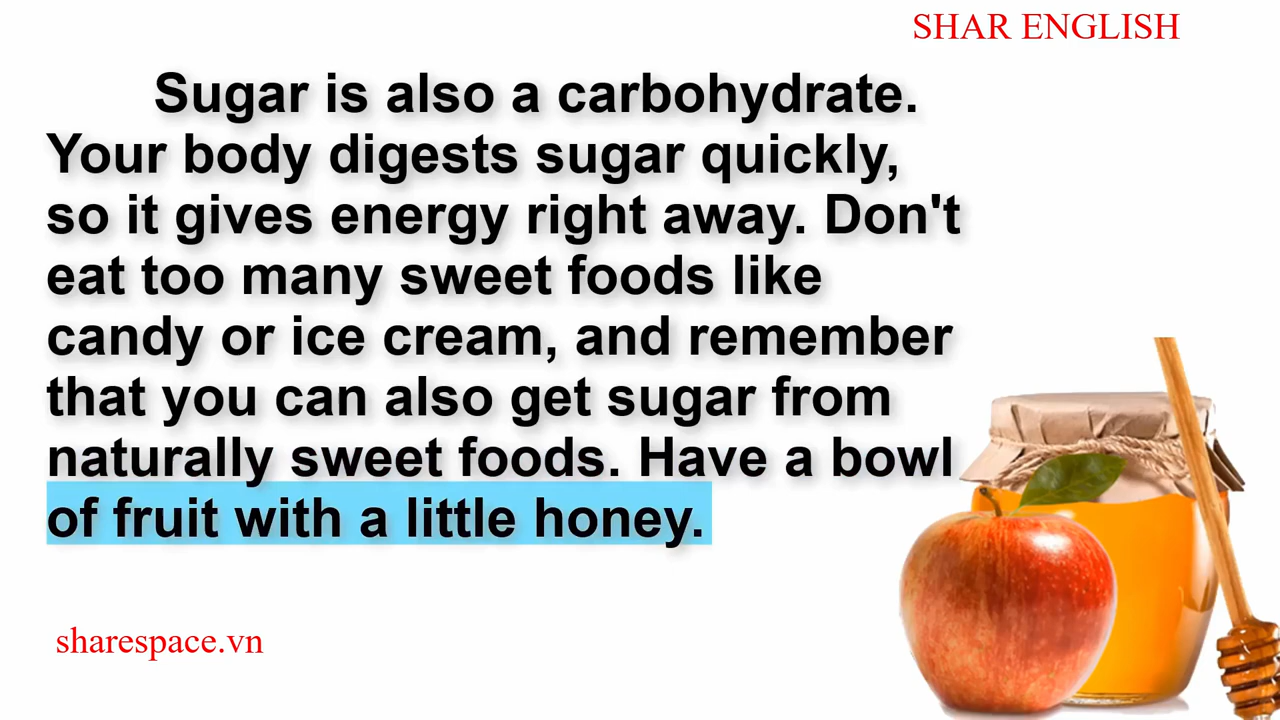 SHAR ENGLISH
Sugar is also a carbohydrate.
Your body digests sugar quickly,
so it gives energy right away. Don't
eat too many sweet foods like
candy or ice cream, and remember
that you can also get sugar from
naturally sweet foods. Have a bowl
of fruit with a little honey.
sharespace.vn